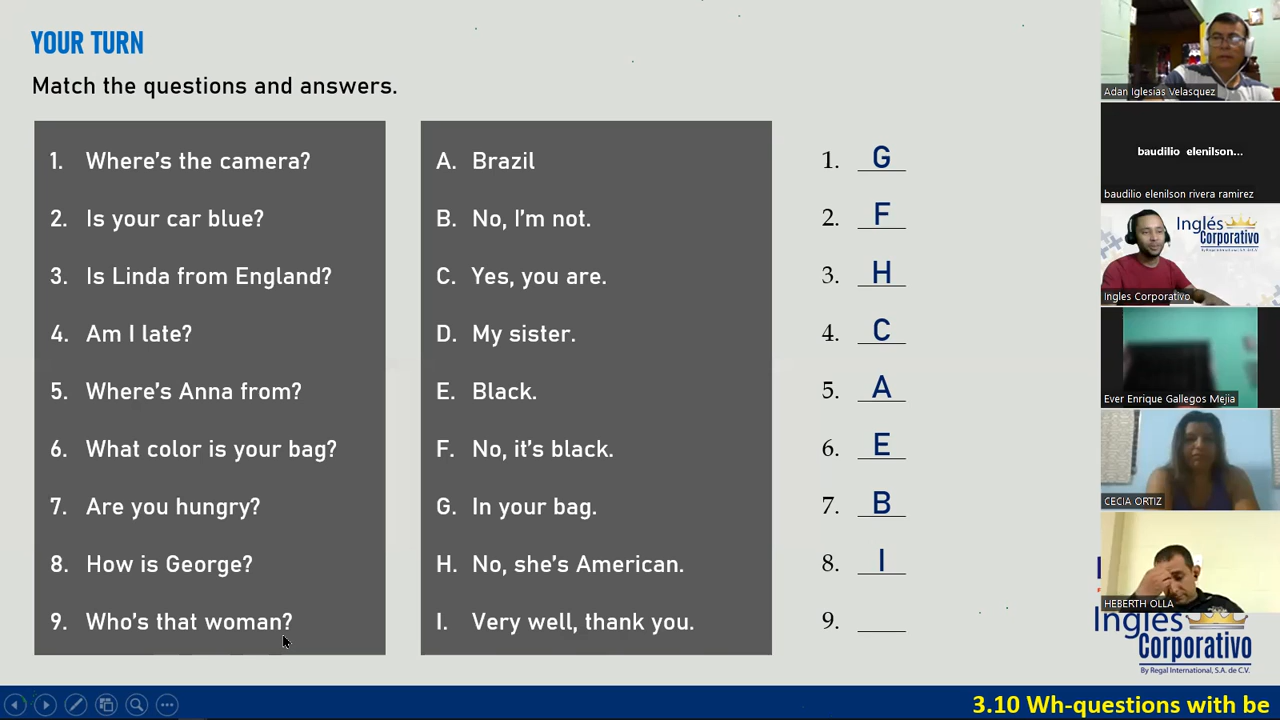 YOUR TURN
Match the questions and answers.
1. Where's the camera?
2. Is your car blue?
3. Is Linda from England?
4. Am I late?
5. Where's Anna from?
6. What color is your bag?
7. Are you hungry?
8. How is George?
9. Who's that woman?
A. Brazil
B. No, I'm not.
C. Yes, you are.
D. My sister.
E. Black.
F. No, it's black.
G. In your bag.
H. No, she's American.
I. Very well, thank you.
1. G
2. F
3. H
4. C
5. A
6. E
7. B
8. I
9. ____
Adan Iglesias Velasquez
baudilio elenilson...
baudilio elenilson rivera ramirez
Inglés
Corporativo
Ingles Corporativo
Ever Enrique Gallegos Mejia
CECIA ORTIZ
HEBERTH OLLA
Inglés
Corporativo
By Regal International, S.A. de C.V.
3.10 Wh-questions with be